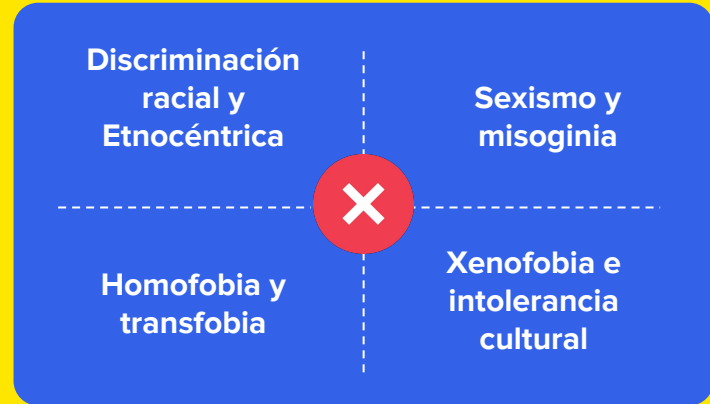 Discriminación
racial y
Etnocéntrica
Sexismo y
misoginia
Homofobia y
transfobia
Xenofobia e
intolerancia
cultural